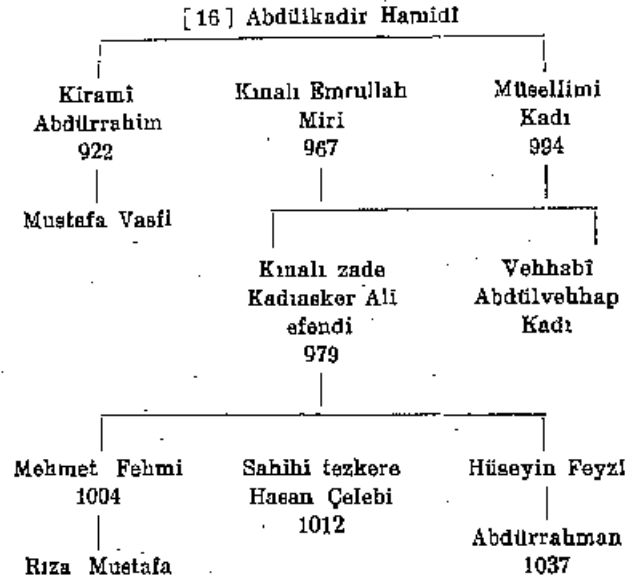 [16] Abdülkadir Hamidî
Kiramî
Abdürrahim
922
Kınalı Emrullah
Miri
967
Müsellimi
Kadı
994
Mustafa Vasfi
Kınalı zade
Kadıasker Ali
efendi
979
Vehhabî
Abdülvehhap
Kadı
Mehmet Fehmi
1004
Sahihi tezkere
Hasan Çelebi
1012
Hüseyin Feyzî
Rıza Mustafa
Abdürrahman
1037